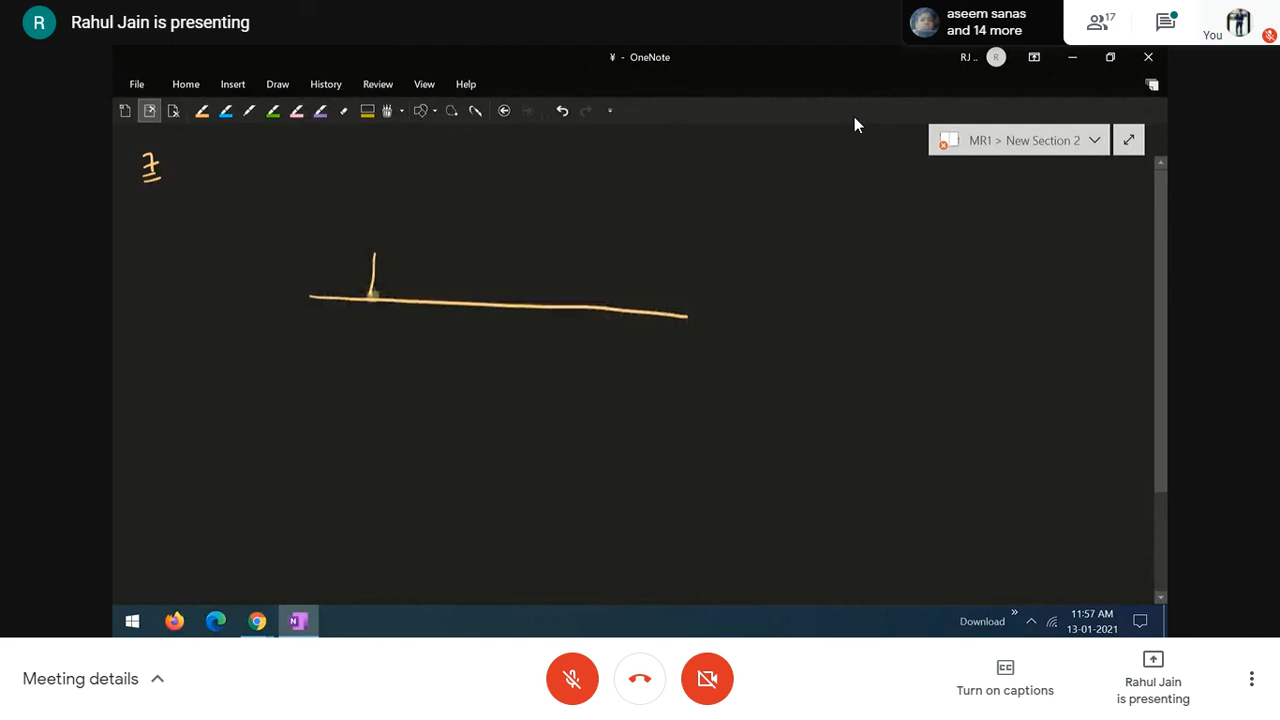 R Rahul Jain is presenting
aseem sanas
and 14 more
17
You
¥ - OneNote
RJ .. R
File Home Insert Draw History Review View Help
MR1 > New Section 2
7
Download
11:57 AM
13-01-2021
Meeting details
Turn on captions
Rahul Jain
is presenting